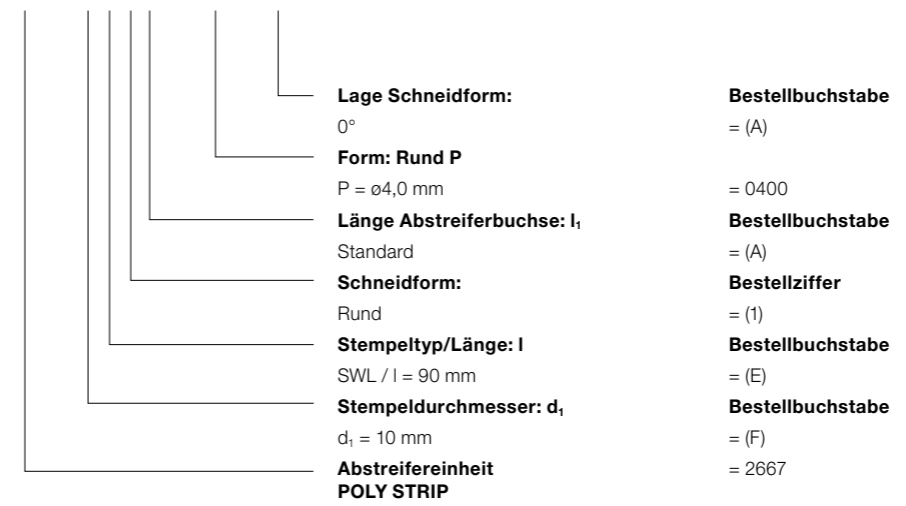 Lage Schneidform: Bestellbuchstabe
0° = (A)
Form: Rund P
P = ø4,0 mm = 0400
Länge Abstreiferbuchse: l₁ Bestellbuchstabe
Standard = (A)
Schneidform: Bestellziffer
Rund = (1)
Stempeltyp/Länge: l Bestellbuchstabe
SWL / l = 90 mm = (E)
Stempeldurchmesser: d₁ Bestellbuchstabe
d₁ = 10 mm = (F)
Abstreifereinheit = 2667
POLY STRIP